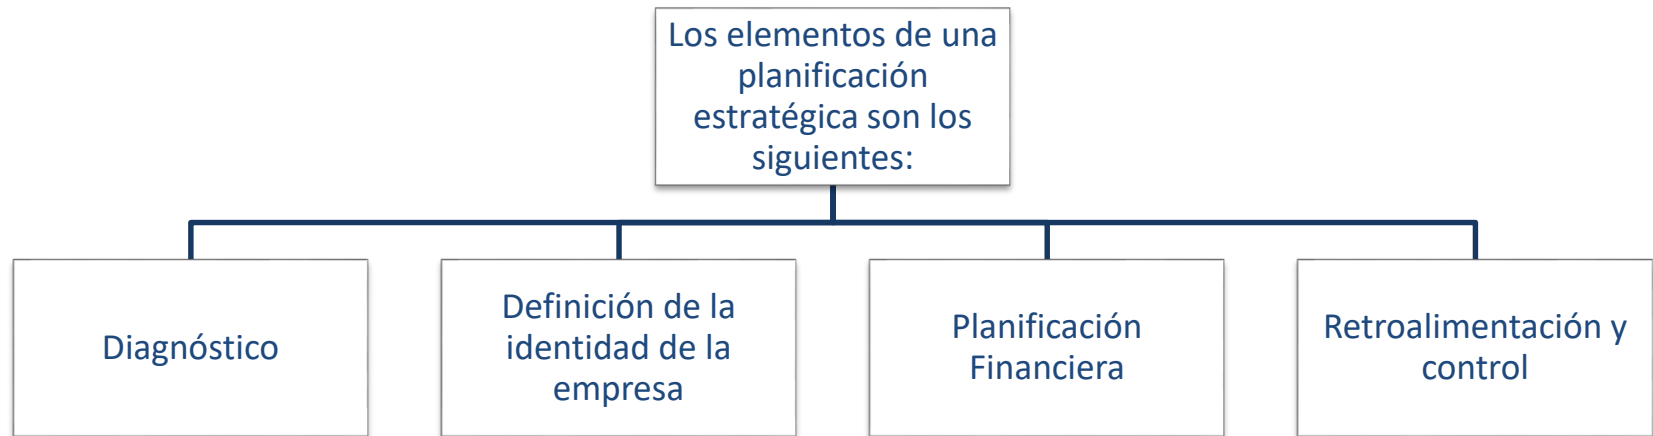 Los elementos de una
planificación
estratégica son los
siguientes:
Diagnóstico
Definición de la
identidad de la
empresa
Planificación
Financiera
Retroalimentación y
control